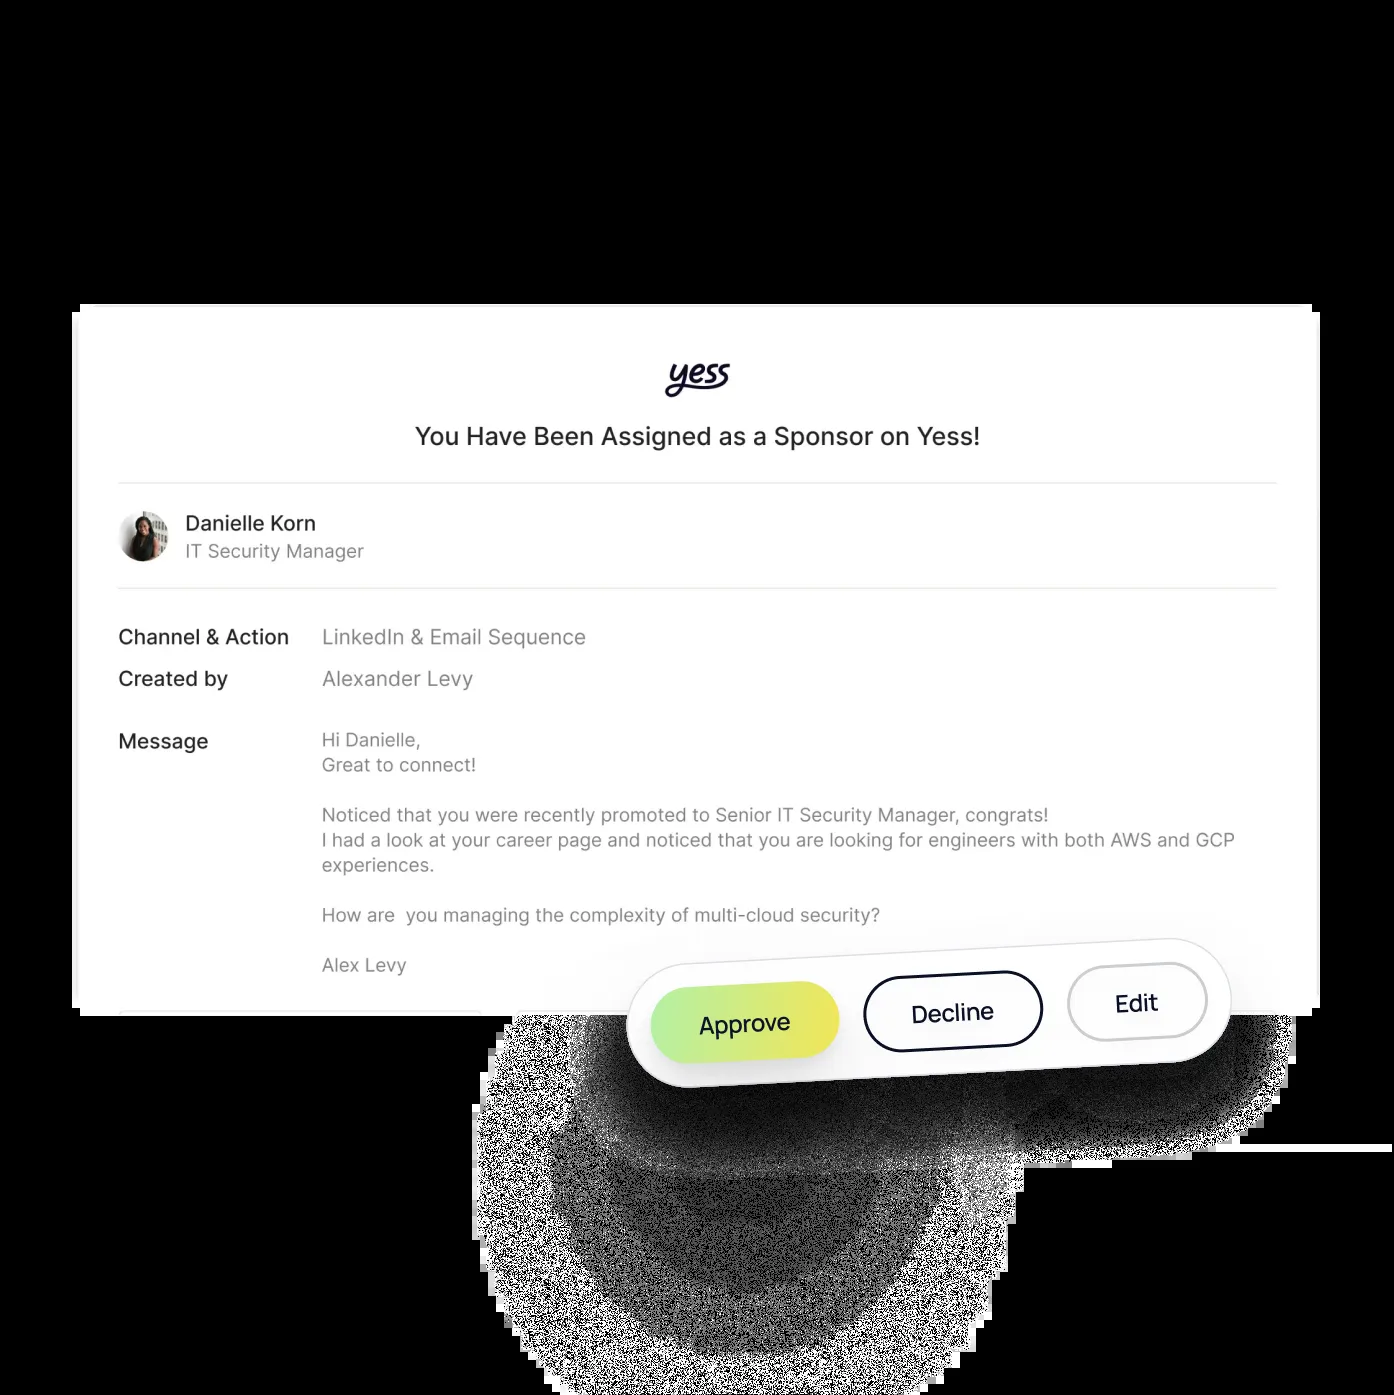 yess
You Have Been Assigned as a Sponsor on Yess!
Danielle Korn
IT Security Manager
Channel & Action LinkedIn & Email Sequence
Created by Alexander Levy
Message Hi Danielle,
Great to connect!
Noticed that you were recently promoted to Senior IT Security Manager, congrats!
I had a look at your career page and noticed that you are looking for engineers with both AWS and GCP
experiences.
How are  you managing the complexity of multi-cloud security?
Alex Levy
Approve Decline Edit